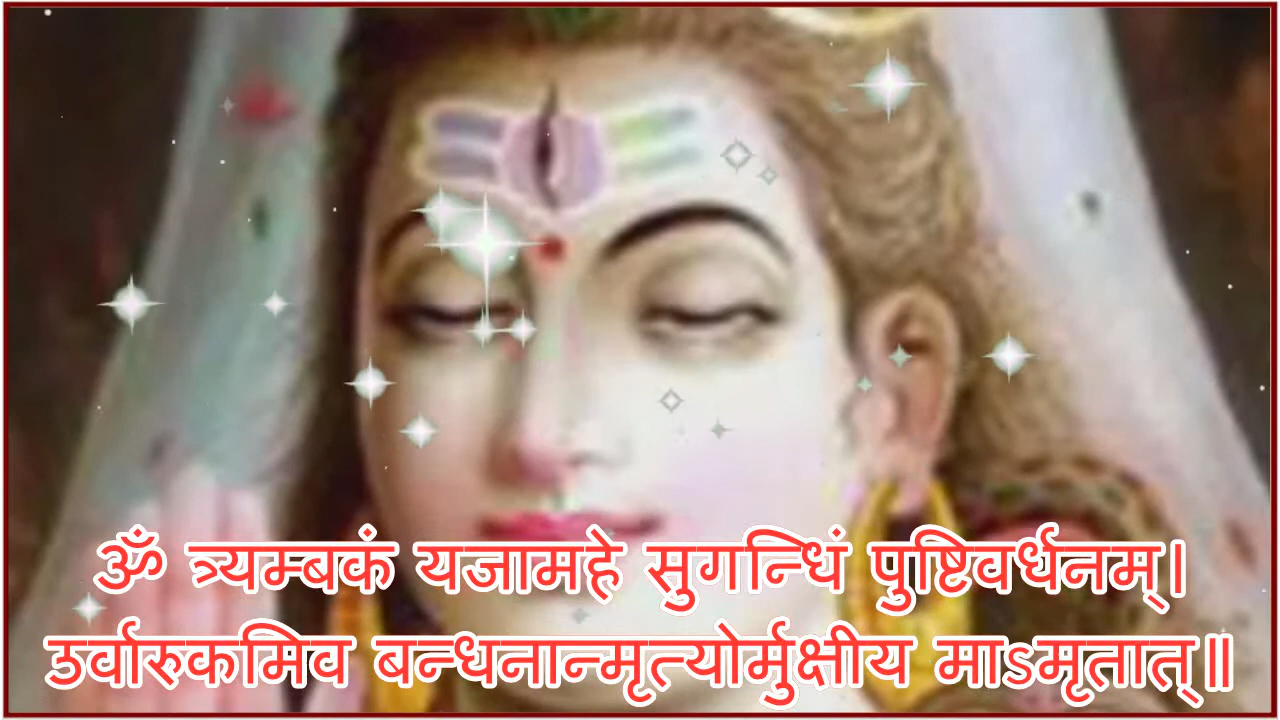 ॐ त्र्यम्बकं यजामहे सुगन्धिं पुष्टिवर्धनम्।
उर्वारुकमिव बन्धनान्मृत्योर्मुक्षीय माऽमृतात्॥